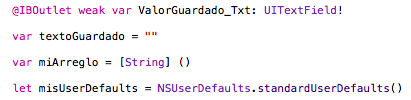 @IBOutlet weak var ValorGuardado_Txt: UITextField!
var textoGuardado = ""
var miArreglo = [String] ()
let misUserDefaults = NSUserDefaults.standardUserDefaults()